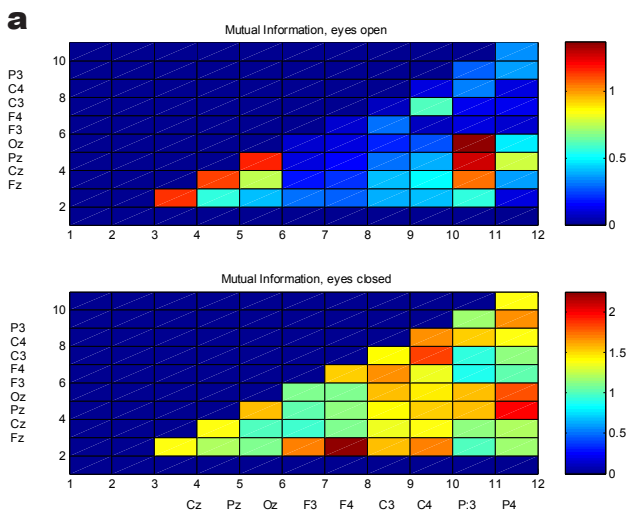 a
Mutual Information, eyes open
10
P3
C4
8
C3
F4
F3
6
Oz
Pz
4
Cz
Fz
2
1 2 3 4 5 6 7 8 9 10 11 12
1
0.5
0
Mutual Information, eyes closed
10
P3
C4
8
C3
F4
F3
6
Oz
Pz
4
Cz
Fz
2
1 2 3 4 5 6 7 8 9 10 11 12
2
1.5
1
0.5
0
Cz Pz Oz F3 F4 C3 C4 P:3 P4